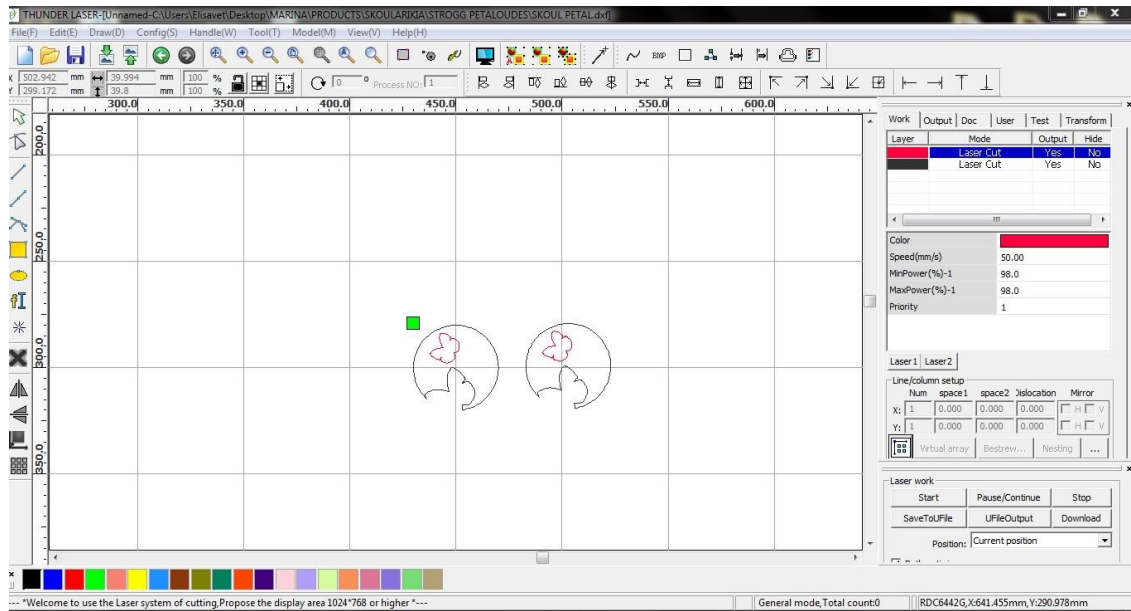 THUNDER LASER-[Unnamed-C:\Users\Elisavet\Desktop\MARINA\PRODUCTS\SKOULARIKIA\STROGG PETALOUDES\SKOUL PETAL.dxf]
File(F) Edit(E) Draw(D) Config(S) Handle(W) Tool(T) Model(M) View(V) Help(H)
BMP
X 502.942 mm 39.994 mm 100 %
Y 299.172 mm 39.8 mm 100 % 0 ° Process NO: 1
300.0 350.0 400.0 450.0 500.0 550.0 600.0
200.0
250.0
300.0
350.0
Work Output Doc User Test Transform
Layer Mode Output Hide
Laser Cut Yes No
Laser Cut Yes No
Color
Speed(mm/s) 50.00
MinPower(%)-1 98.0
MaxPower(%)-1 98.0
Priority 1
Laser1 Laser2
Line/column setup
Num space1 space2 Dislocation Mirror
X: 1 0.000 0.000 0.000 H V
Y: 1 0.000 0.000 0.000 H V
Virtual array Bestrew... Nesting ...
Laser work
Start Pause/Continue Stop
SaveToUFile UFileOutput Download
Position: Current position
--- *Welcome to use the Laser system of cutting,Propose the display area 1024*768 or higher *---
General mode,Total count:0
RDC6442G,X:641.455mm,Y:290.978mm